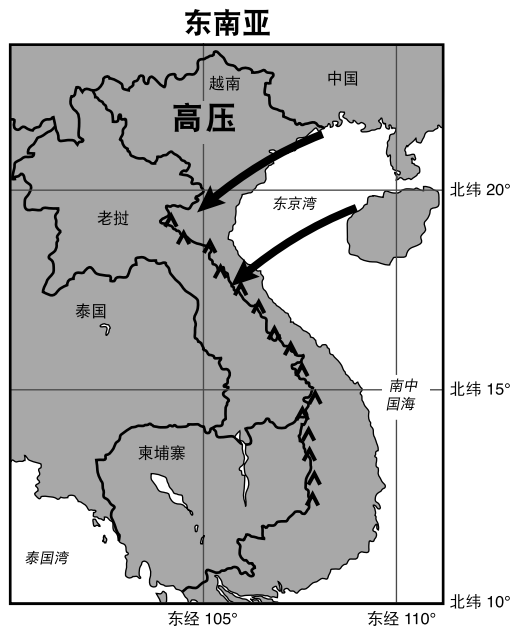 东南亚
越南
中国
高压
北纬 20°
东京湾
老挝
泰国
南中
国海
北纬 15°
柬埔寨
泰国湾
北纬 10°
东经 105°
东经 110°